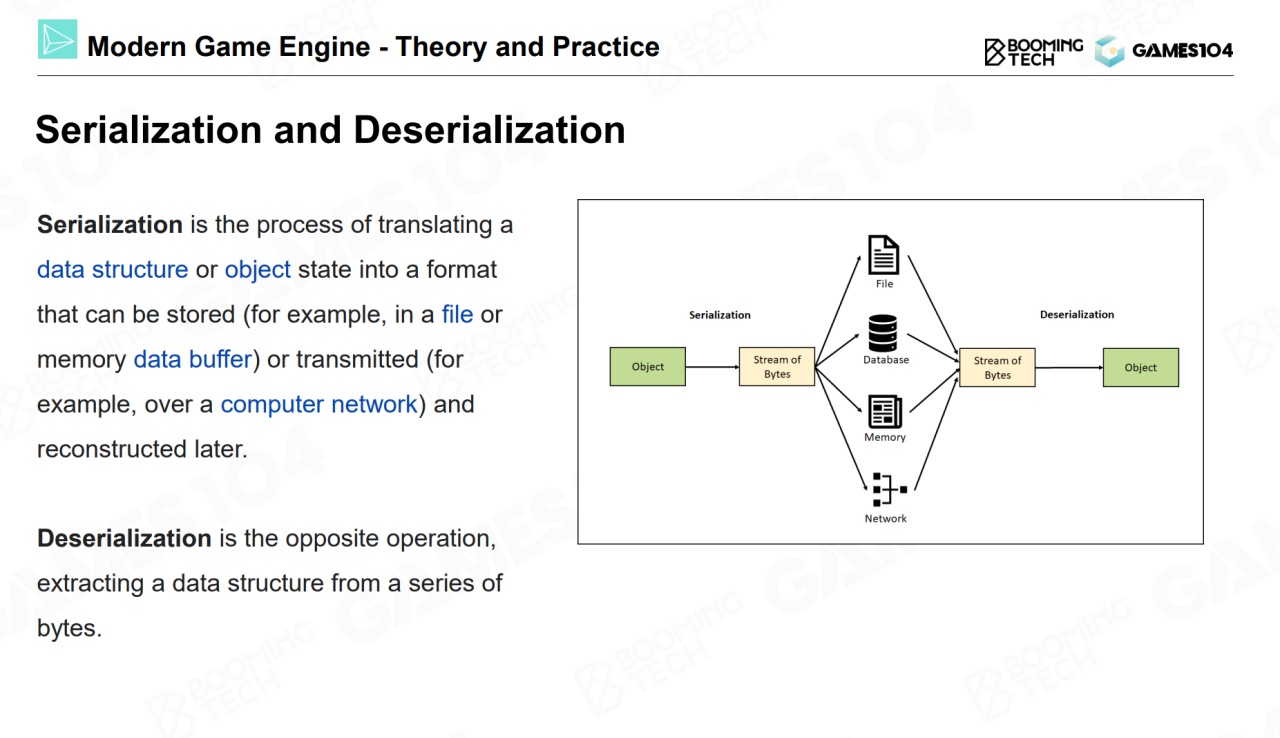 Modern Game Engine - Theory and Practice
BOOMING
TECH
GAMES104
Serialization and Deserialization
Serialization is the process of translating a
data structure or object state into a format
that can be stored (for example, in a file or
memory data buffer) or transmitted (for
example, over a computer network) and
reconstructed later.
Deserialization is the opposite operation,
extracting a data structure from a series of
bytes.
Serialization
Deserialization
Object
Stream of
Bytes
File
Database
Memory
Network
Stream of
Bytes
Object